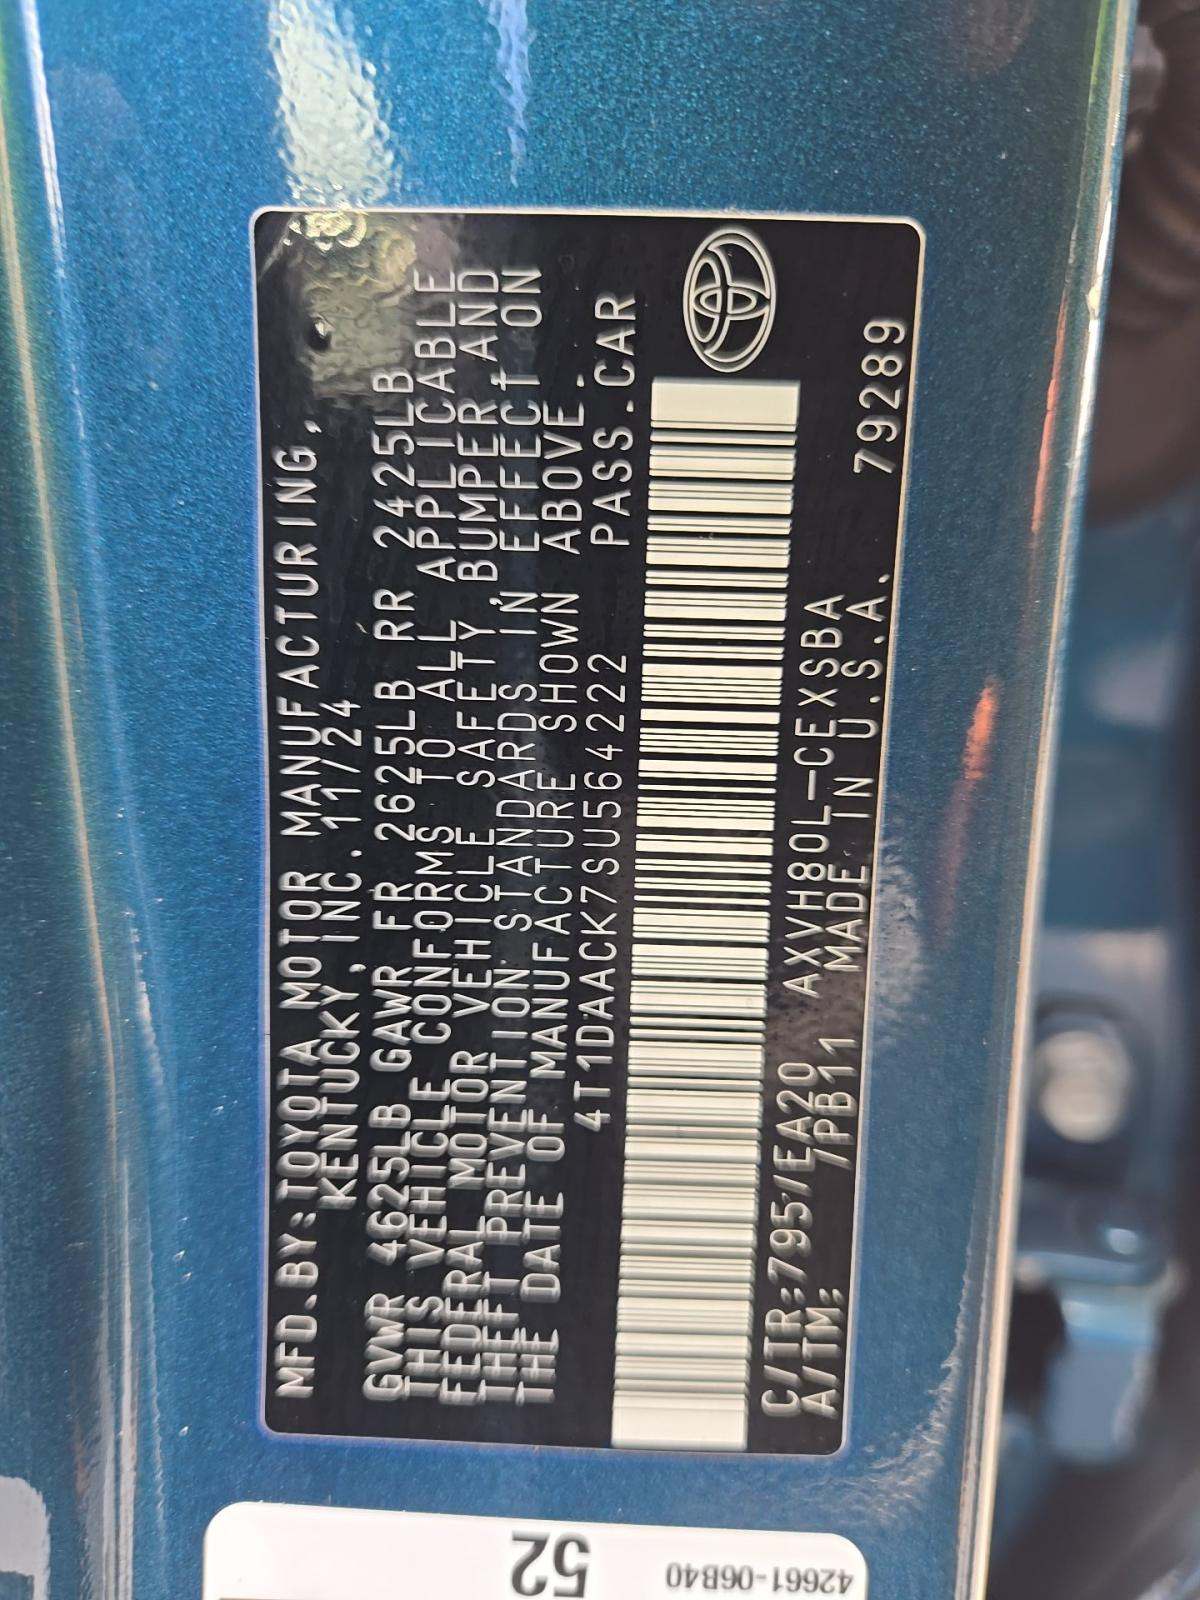 MFD.BY:TOYOTA MOTOR MANUFACTURING,
KENTUCKY,INC. 11/24
GVWR 4625LB GAWR FR 2625LB RR 2425LB
THIS VEHICLE CONFORMS TO ALL APPLICABLE
FEDERAL MOTOR VEHICLE SAFETY,BUMPER,AND
THEFT PREVENTION STANDARDS IN EFFECT ON
THE DATE OF MANUFACTURE SHOWN ABOVE.
4T1DAACK7SU564222 PASS.CAR
C/TR:795/EA20 AXVH80L-CEXSBA
A/TM: /PB11 MADE IN U.S.A. 79289
52
42661-06B40